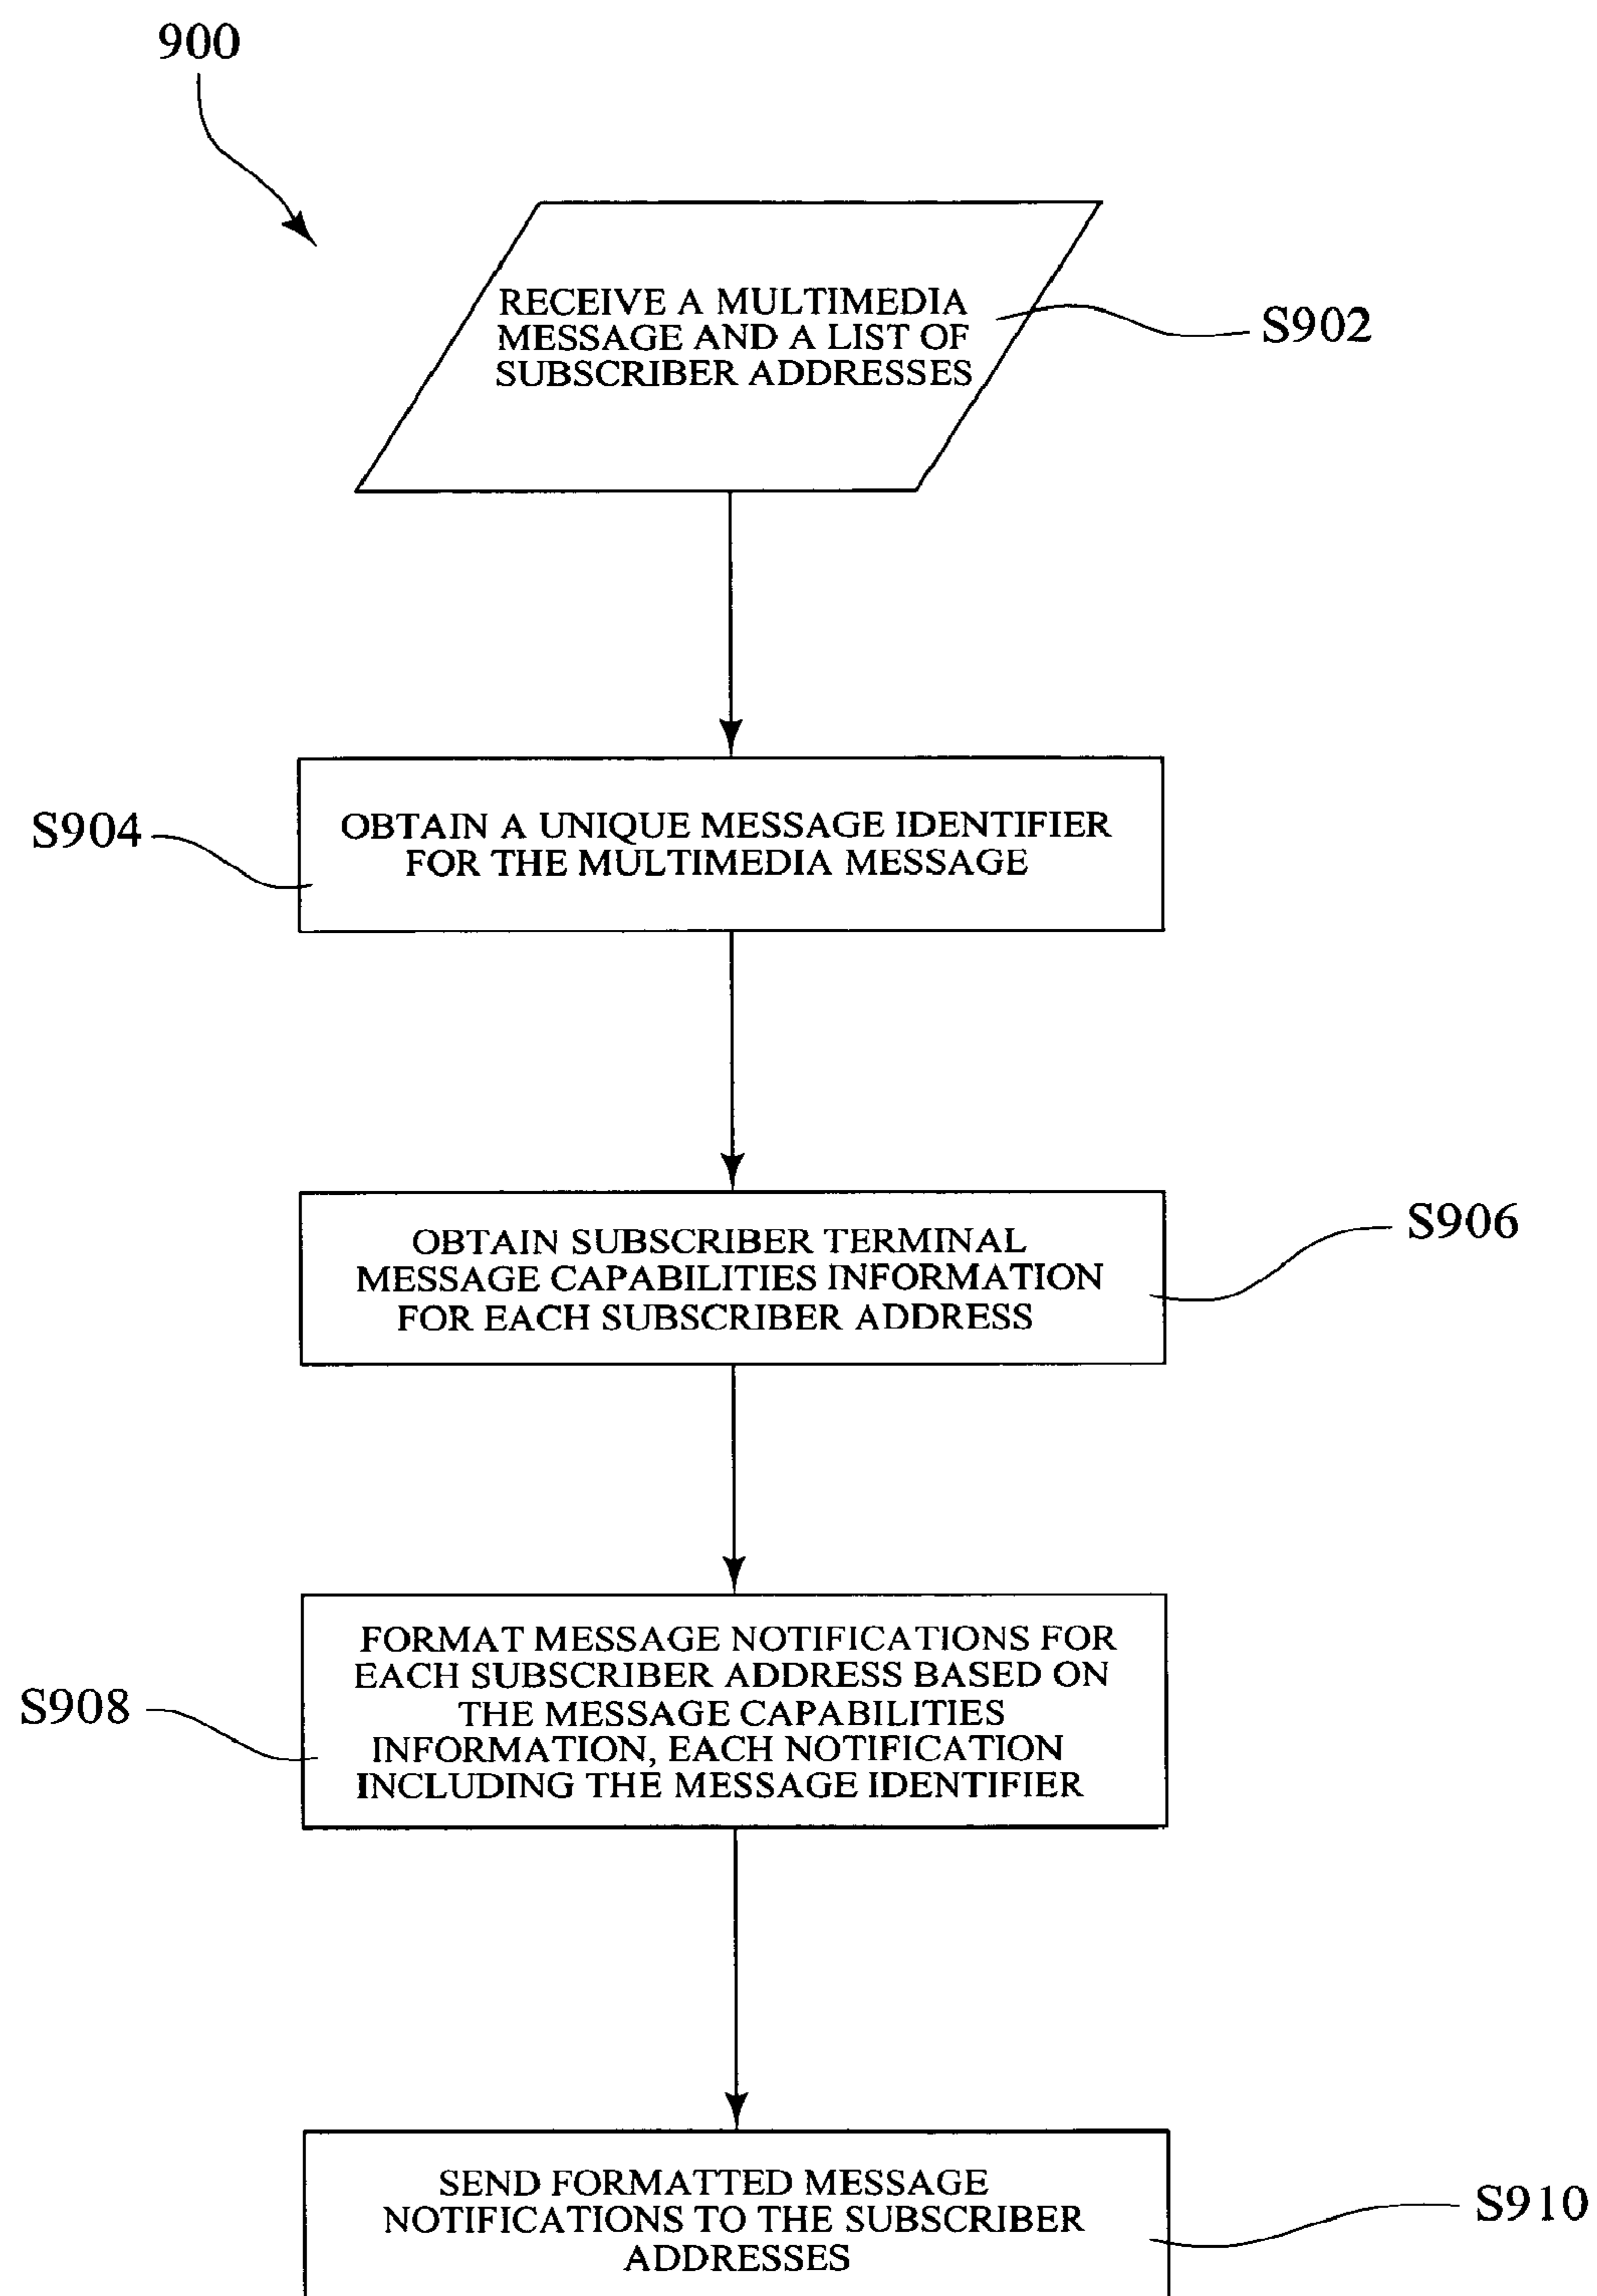 900
RECEIVE A MULTIMEDIA
MESSAGE AND A LIST OF
SUBSCRIBER ADDRESSES
S902
S904
OBTAIN A UNIQUE MESSAGE IDENTIFIER
FOR THE MULTIMEDIA MESSAGE
OBTAIN SUBSCRIBER TERMINAL
MESSAGE CAPABILITIES INFORMATION
FOR EACH SUBSCRIBER ADDRESS
S906
FORMAT MESSAGE NOTIFICATIONS FOR
EACH SUBSCRIBER ADDRESS BASED ON
THE MESSAGE CAPABILITIES
INFORMATION, EACH NOTIFICATION
INCLUDING THE MESSAGE IDENTIFIER
S908
SEND FORMATTED MESSAGE
NOTIFICATIONS TO THE SUBSCRIBER
ADDRESSES
S910